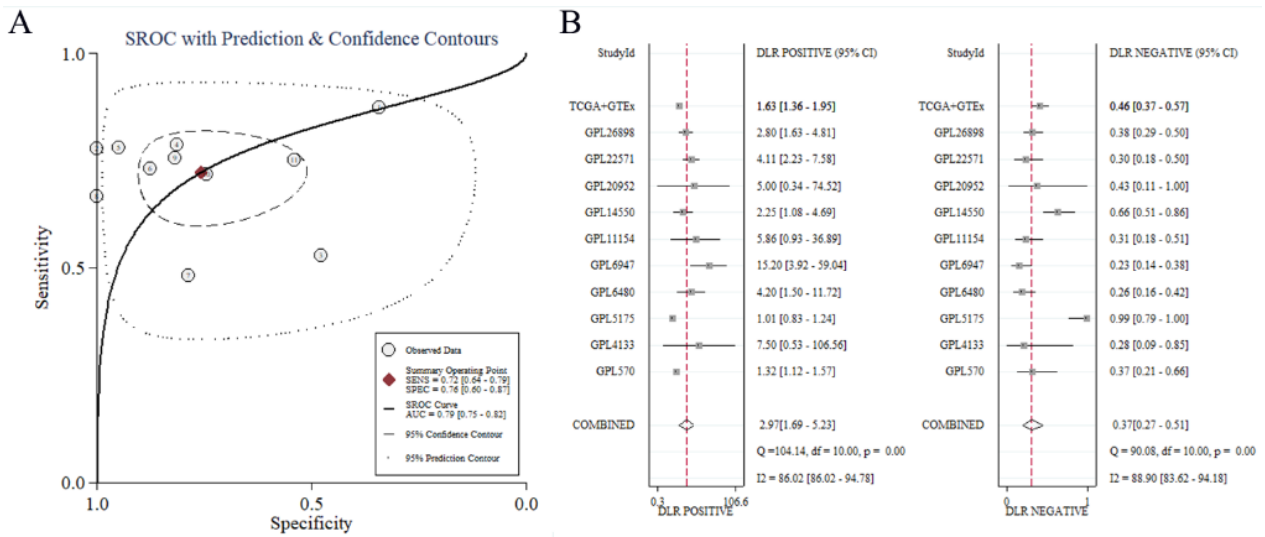 A
SROC with Prediction & Confidence Contours
1.0
0.5
0.0
Sensitivity
1.0
0.5
0.0
Specificity
Observed Data
Summary Operating Point
SENS = 0.72 [0.64 - 0.79]
SPEC = 0.76 [0.60 - 0.87]
SROC Curve
AUC = 0.79 [0.75 - 0.82]
95% Confidence Contour
95% Prediction Contour
B
StudyId DLR POSITIVE (95% CI)
TCGA+GTEx 1.63 [1.36 - 1.95]
GPL26898 2.80 [1.63 - 4.81]
GPL22571 4.11 [2.23 - 7.58]
GPL20952 5.00 [0.34 - 74.52]
GPL14550 2.25 [1.08 - 4.69]
GPL11154 5.86 [0.93 - 36.89]
GPL6947 15.20 [3.92 - 59.04]
GPL6480 4.20 [1.50 - 11.72]
GPL5175 1.01 [0.83 - 1.24]
GPL4133 7.50 [0.53 - 106.56]
GPL570 1.32 [1.12 - 1.57]
COMBINED 2.97[1.69 - 5.23]
Q =104.14, df = 10.00, p = 0.00
I2 = 86.02 [86.02 - 94.78]
0.3 106.6
DLR POSITIVE
StudyId DLR NEGATIVE (95% CI)
TCGA+GTEx 0.46 [0.37 - 0.57]
GPL26898 0.38 [0.29 - 0.50]
GPL22571 0.30 [0.18 - 0.50]
GPL20952 0.43 [0.11 - 1.00]
GPL14550 0.66 [0.51 - 0.86]
GPL11154 0.31 [0.18 - 0.51]
GPL6947 0.23 [0.14 - 0.38]
GPL6480 0.26 [0.16 - 0.42]
GPL5175 0.99 [0.79 - 1.00]
GPL4133 0.28 [0.09 - 0.85]
GPL570 0.37 [0.21 - 0.66]
COMBINED 0.37[0.27 - 0.51]
Q = 90.08, df = 10.00, p = 0.00
I2 = 88.90 [83.62 - 94.18]
0 1
DLR NEGATIVE